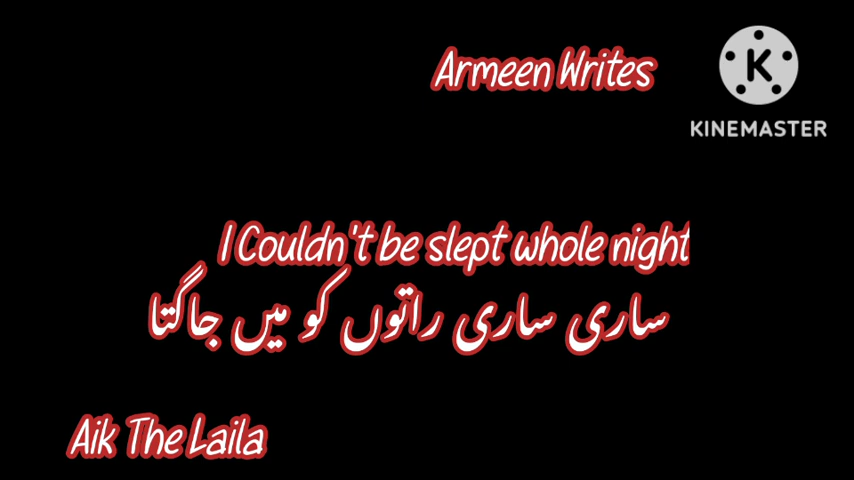 Armeen Writes
KINEMASTER
I Couldn't be slept whole night
ساری ساری راتوں کو میں جاگتا
Aik The Laila